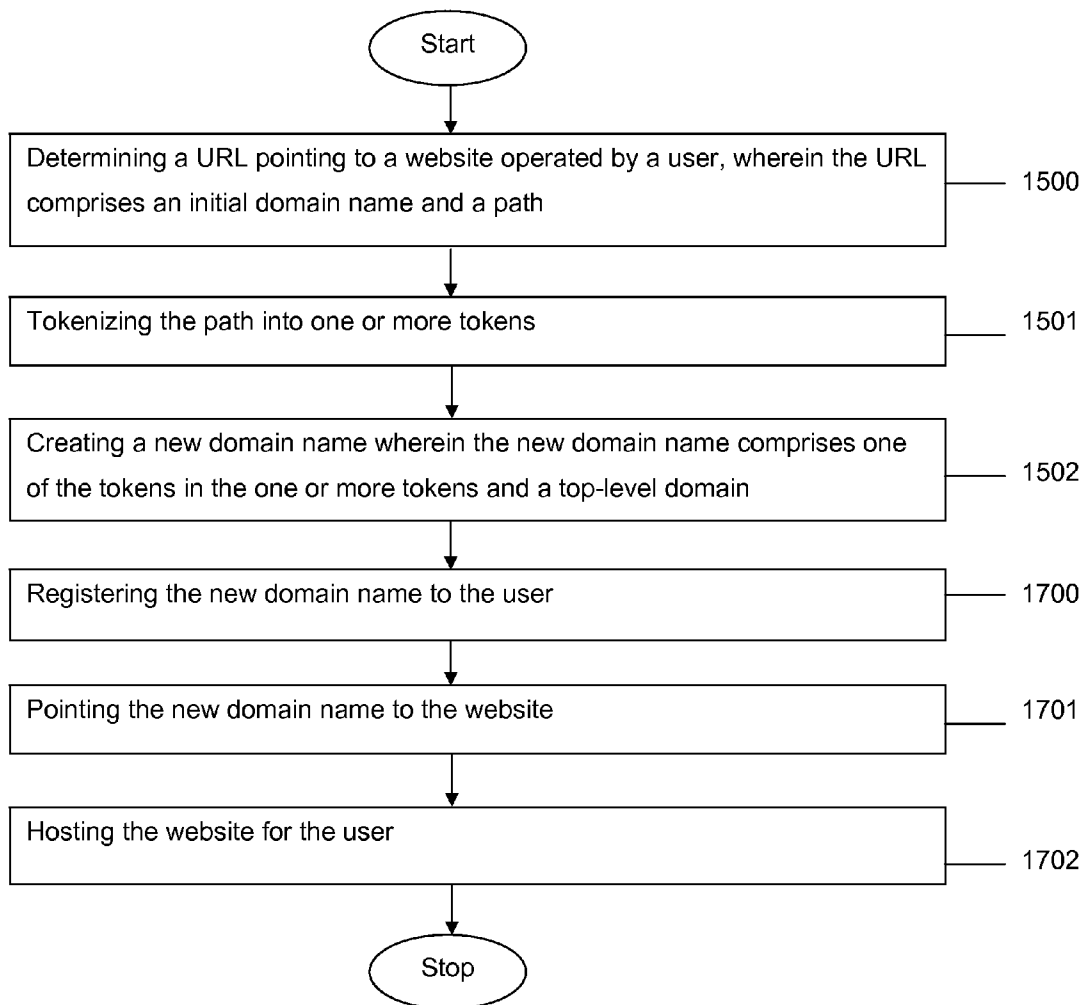 Start
Determining a URL pointing to a website operated by a user, wherein the URL
comprises an initial domain name and a path
1500
Tokenizing the path into one or more tokens
1501
Creating a new domain name wherein the new domain name comprises one
of the tokens in the one or more tokens and a top-level domain
1502
Registering the new domain name to the user
1700
Pointing the new domain name to the website
1701
Hosting the website for the user
1702
Stop